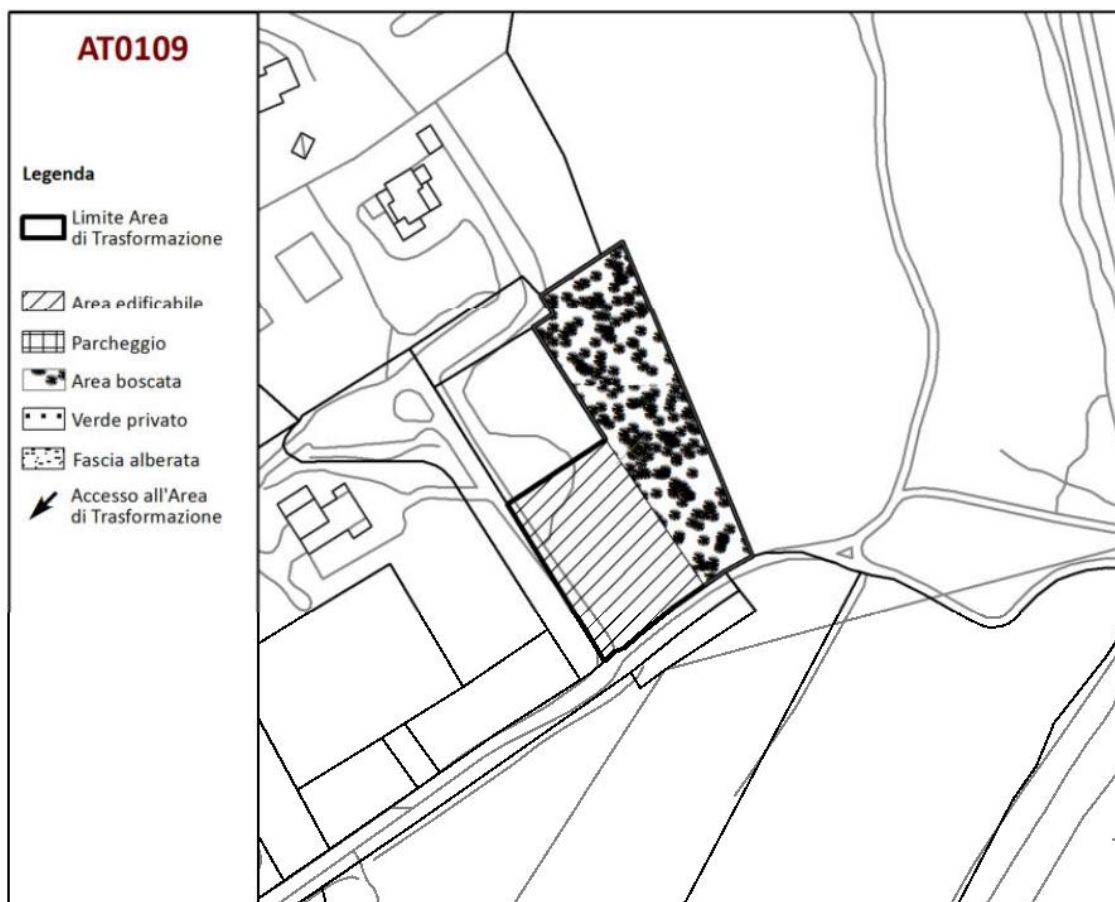 AT0109
Legenda
Limite Area
di Trasformazione
Area edificabile
Parcheggio
Area boscata
Verde privato
Fascia alberata
Accesso all'Area
di Trasformazione